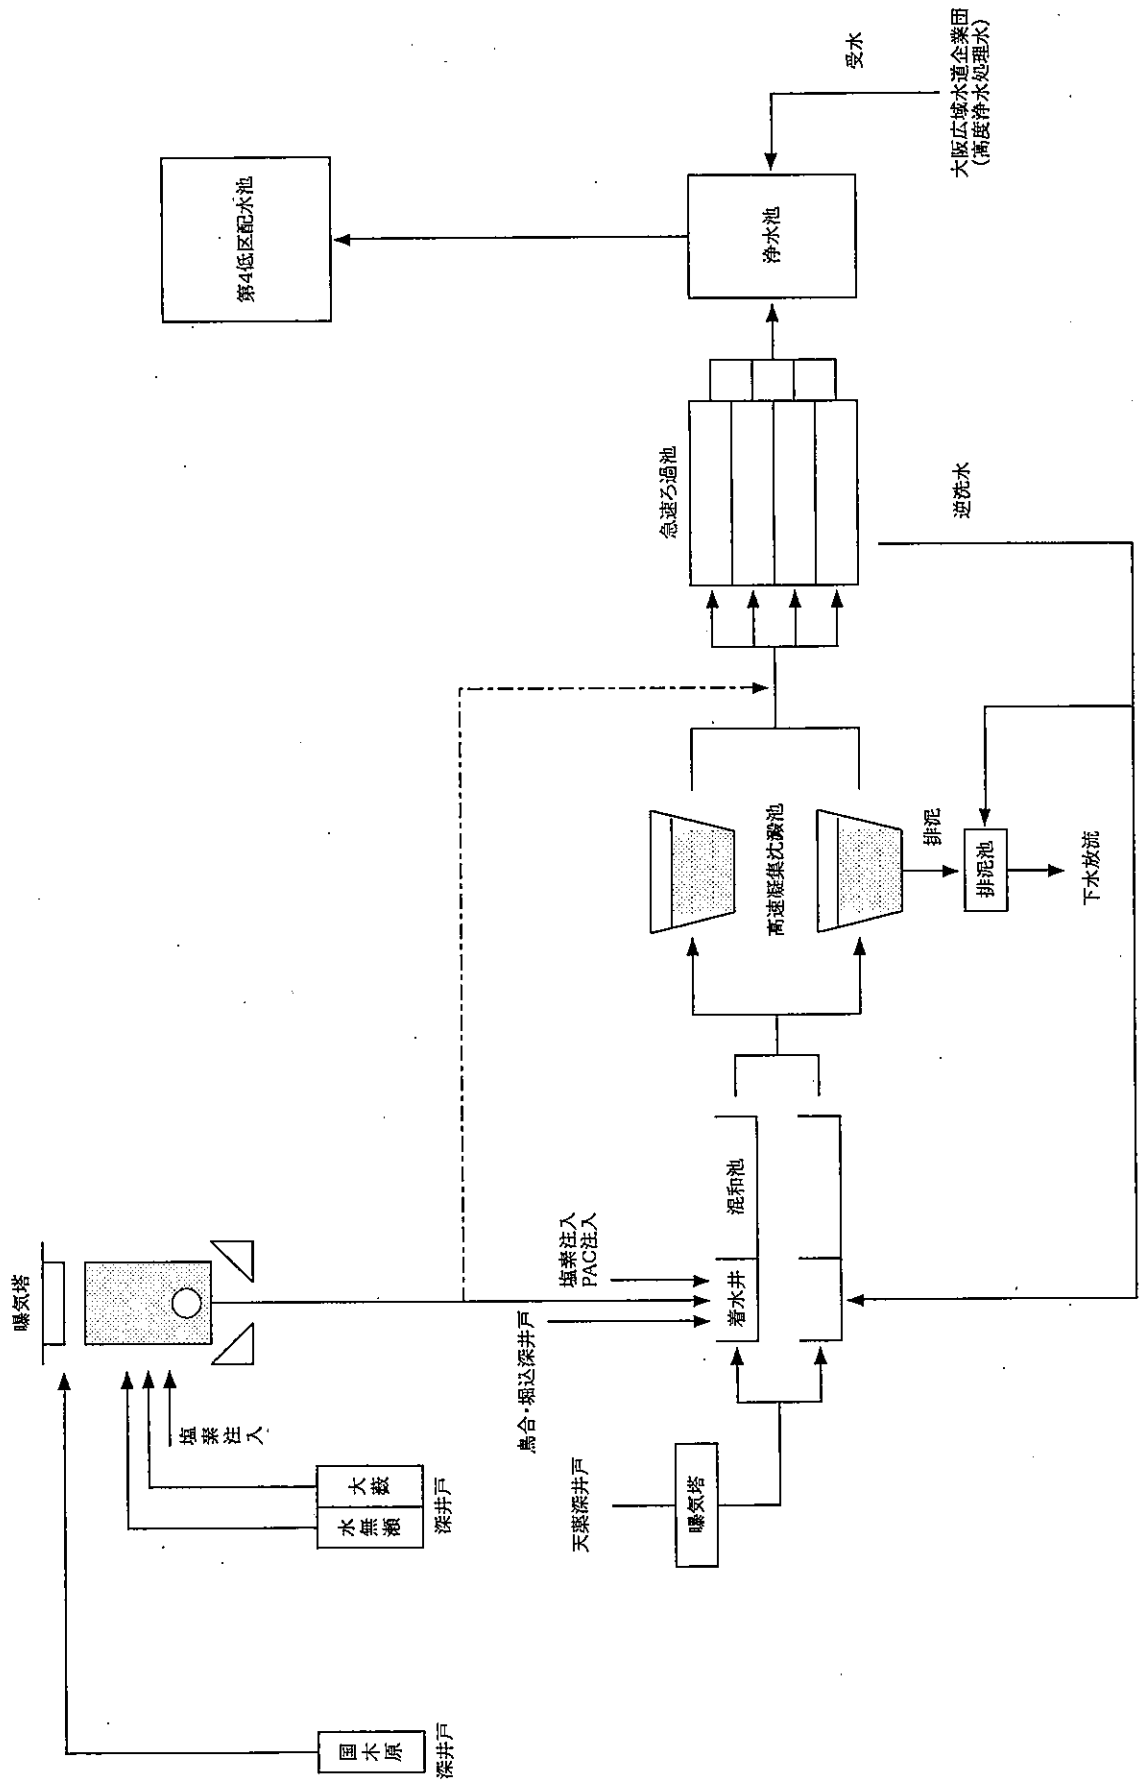 曝気塔
塩素注入
大薮
水無瀬
深井戸
国木原
深井戸
塩素注入
PAC注入
鳥合・堀込深井戸
天薬深井戸
曝気塔
着水井
混和池
高速凝集沈澱池
排泥
排泥池
下水放流
急速ろ過池
逆洗水
浄水池
第4低区配水池
受水
大阪広域水道企業団
(高度浄水処理水)